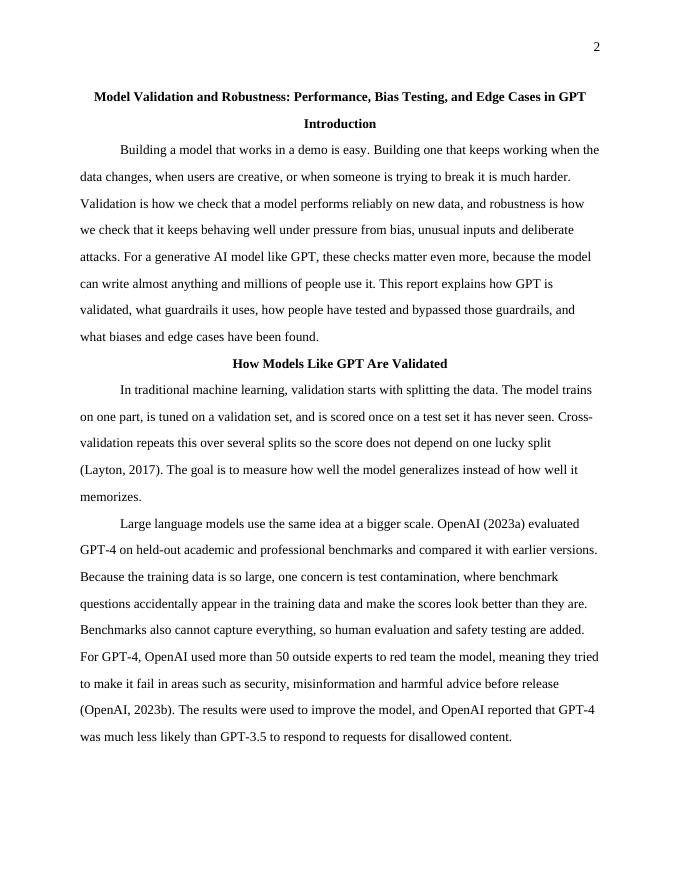 2
Model Validation and Robustness: Performance, Bias Testing, and Edge Cases in GPT
Introduction
Building a model that works in a demo is easy. Building one that keeps working when the
data changes, when users are creative, or when someone is trying to break it is much harder.
Validation is how we check that a model performs reliably on new data, and robustness is how
we check that it keeps behaving well under pressure from bias, unusual inputs and deliberate
attacks. For a generative AI model like GPT, these checks matter even more, because the model
can write almost anything and millions of people use it. This report explains how GPT is
validated, what guardrails it uses, how people have tested and bypassed those guardrails, and
what biases and edge cases have been found.
How Models Like GPT Are Validated
In traditional machine learning, validation starts with splitting the data. The model trains
on one part, is tuned on a validation set, and is scored once on a test set it has never seen. Cross-
validation repeats this over several splits so the score does not depend on one lucky split
(Layton, 2017). The goal is to measure how well the model generalizes instead of how well it
memorizes.
Large language models use the same idea at a bigger scale. OpenAI (2023a) evaluated
GPT-4 on held-out academic and professional benchmarks and compared it with earlier versions.
Because the training data is so large, one concern is test contamination, where benchmark
questions accidentally appear in the training data and make the scores look better than they are.
Benchmarks also cannot capture everything, so human evaluation and safety testing are added.
For GPT-4, OpenAI used more than 50 outside experts to red team the model, meaning they tried
to make it fail in areas such as security, misinformation and harmful advice before release
(OpenAI, 2023b). The results were used to improve the model, and OpenAI reported that GPT-4
was much less likely than GPT-3.5 to respond to requests for disallowed content.